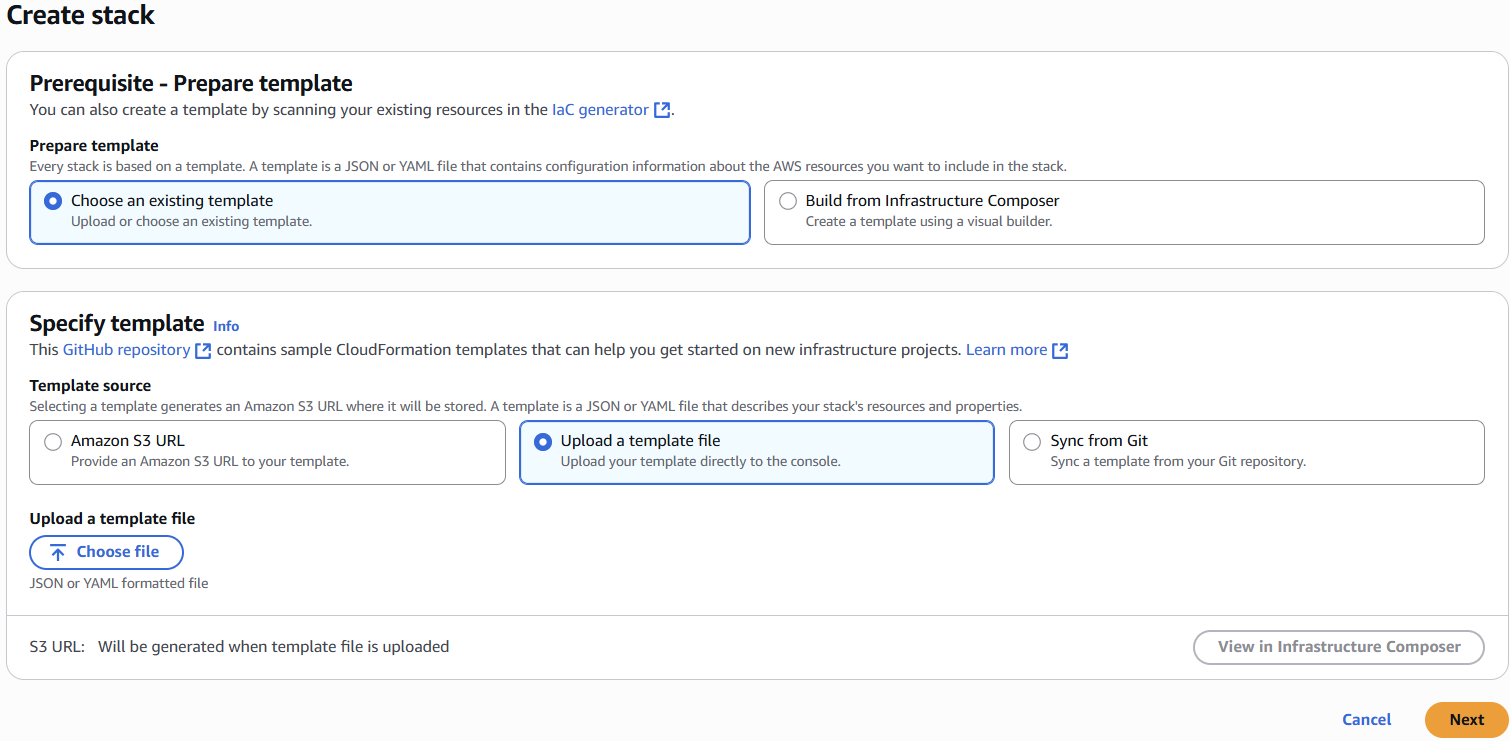 Create stack
Prerequisite - Prepare template
You can also create a template by scanning your existing resources in the IaC generator.
Prepare template
Every stack is based on a template. A template is a JSON or YAML file that contains configuration information about the AWS resources you want to include in the stack.
Choose an existing template
Upload or choose an existing template.
Build from Infrastructure Composer
Create a template using a visual builder.
Specify template Info
This GitHub repository contains sample CloudFormation templates that can help you get started on new infrastructure projects. Learn more
Template source
Selecting a template generates an Amazon S3 URL where it will be stored. A template is a JSON or YAML file that describes your stack's resources and properties.
Amazon S3 URL
Provide an Amazon S3 URL to your template.
Upload a template file
Upload your template directly to the console.
Sync from Git
Sync a template from your Git repository.
Upload a template file
Choose file
JSON or YAML formatted file
S3 URL: Will be generated when template file is uploaded
View in Infrastructure Composer
Cancel
Next